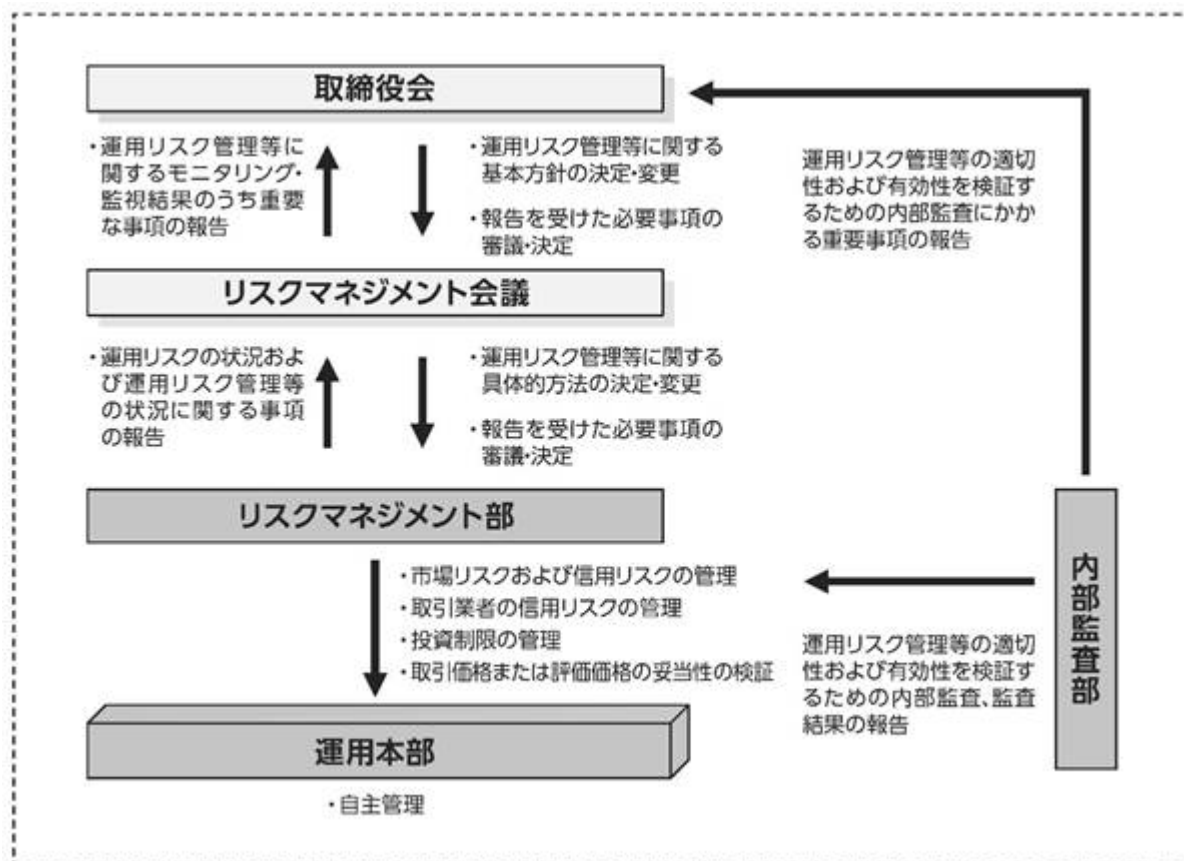 取締役会
・運用リスク管理等に
関するモニタリング・
監視結果のうち重要
な事項の報告
・運用リスク管理等に関する
基本方針の決定・変更
・報告を受けた必要事項の
審議・決定
運用リスク管理等の適切
性および有効性を検証す
るための内部監査にかか
る重要事項の報告
リスクマネジメント会議
・運用リスクの状況およ
び運用リスク管理等
の状況に関する事項
の報告
・運用リスク管理等に関する
具体的方法の決定・変更
・報告を受けた必要事項の
審議・決定
リスクマネジメント部
・市場リスクおよび信用リスクの管理
・取引業者の信用リスクの管理
・投資制限の管理
・取引価格または評価価格の妥当性の検証
運用リスク管理等の適切
性および有効性を検証す
るための内部監査、監査
結果の報告
内部監査部
運用本部
・自主管理